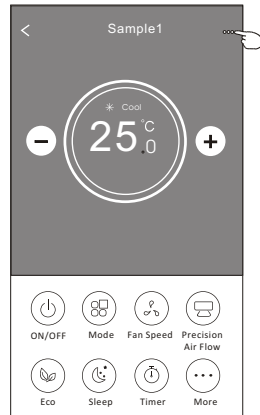 Sample1
Cool
25.0°C
ON/OFF Mode Fan Speed Precision Air Flow
Eco Sleep Timer More